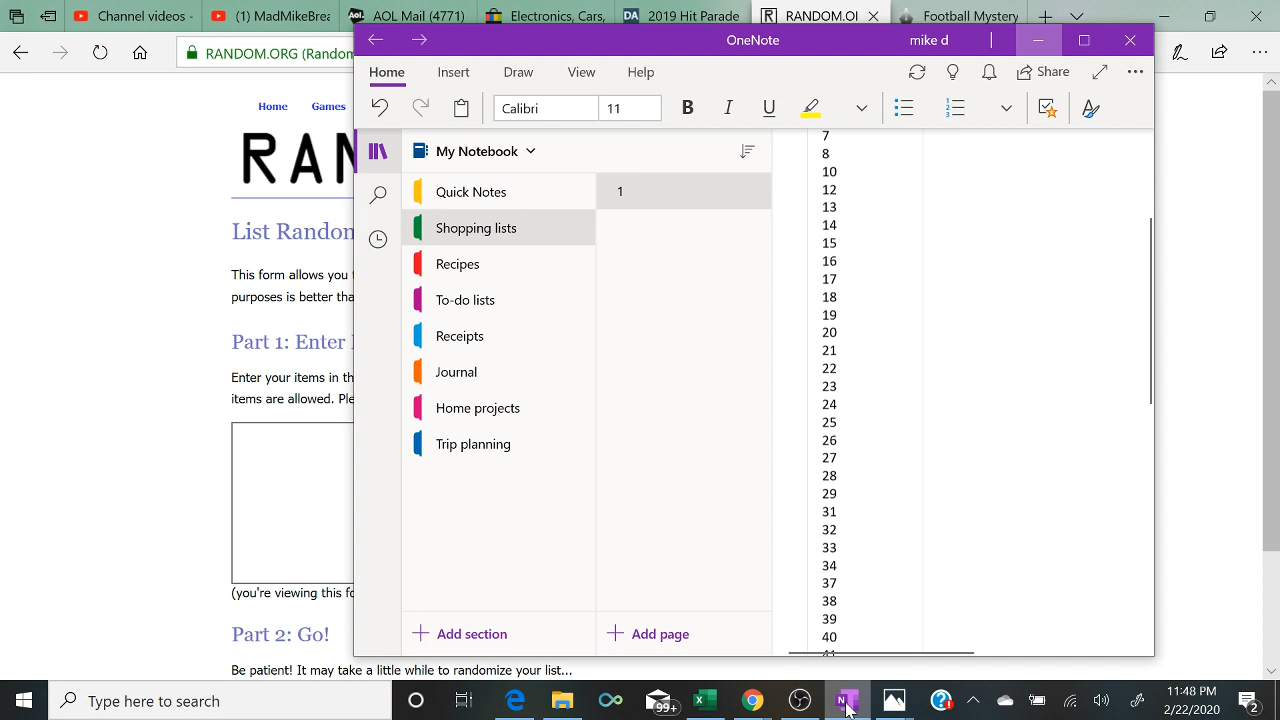 Channel videos -
(1) MadMikeBr
AOL Mail (4771)
Electronics, Cars,
2019 Hit Parade
RANDOM.OI
Football Mystery
RANDOM.ORG (Rando
OneNote
mike d
Home
Insert
Draw
View
Help
Share
Calibri
11
B
I
U
Home
Games
RAN
List Random
This form allows you t
purposes is better tha
Part 1: Enter
Enter your items in th
items are allowed. Ple
(you're viewing this fo
Part 2: Go!
Be patient! It may take a little while to randomize your list...
My Notebook
Quick Notes
Shopping lists
Recipes
To-do lists
Receipts
Journal
Home projects
Trip planning
Add section
1
Add page
7
8
10
12
13
14
15
16
17
18
19
20
21
22
23
24
25
26
27
28
29
31
32
33
34
37
38
39
40
41
Type here to search
99+
11:48 PM
2/22/2020
2